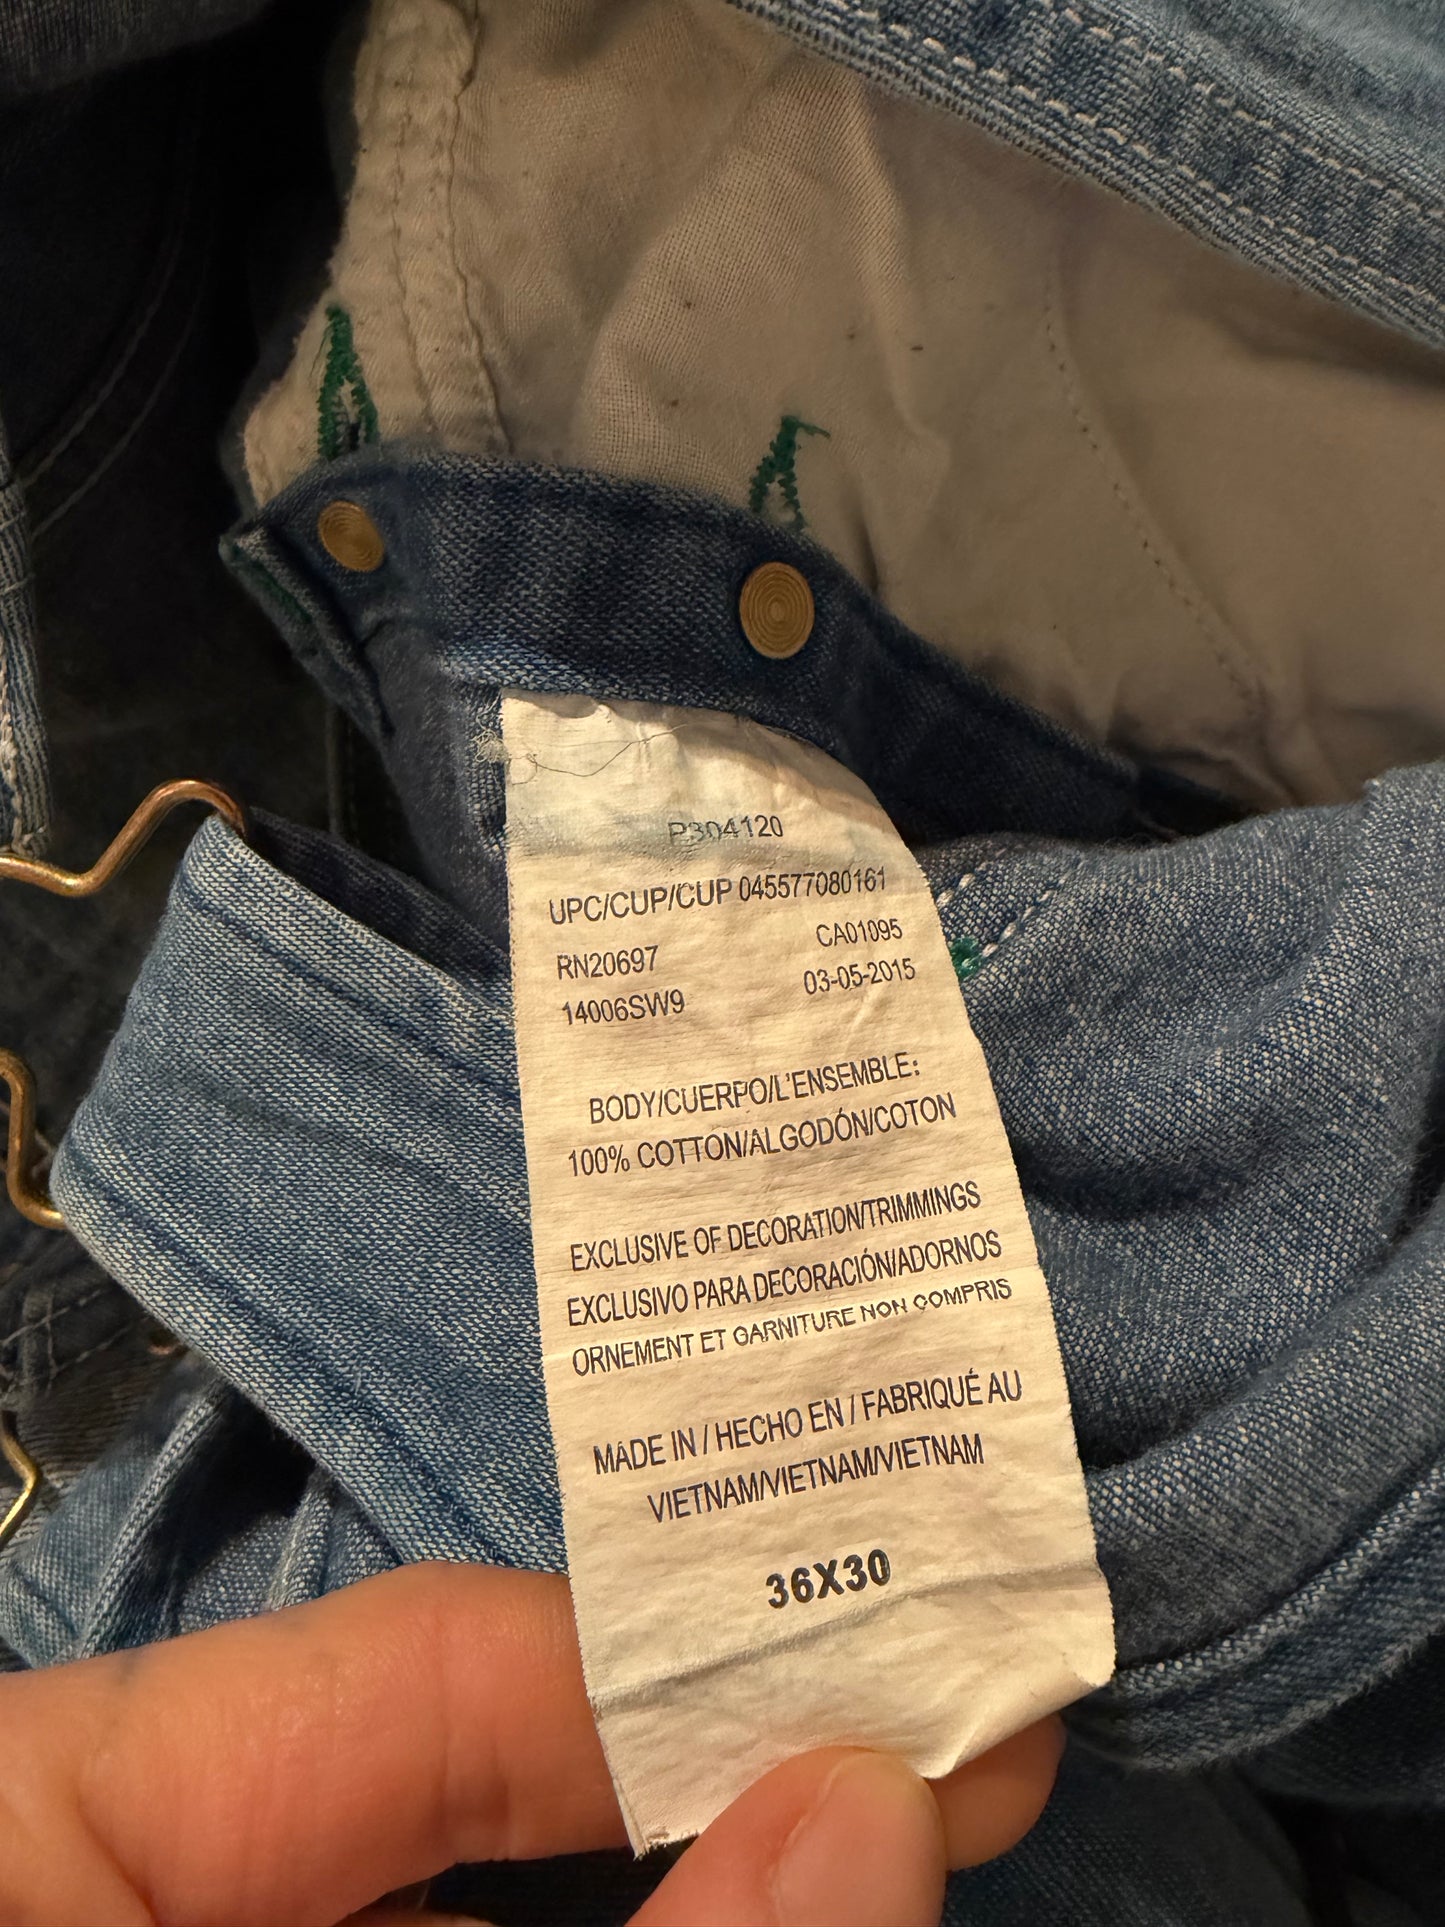 P304120
UPC/CUP/CUP 045577080161
RN20697 CA01095
14006SW9 03-05-2015
BODY/CUERPO/L'ENSEMBLE:
100% COTTON/ALGODÓN/COTON
EXCLUSIVE OF DECORATION/TRIMMINGS
EXCLUSIVO PARA DECORACIÓN/ADORNOS
ORNEMENT ET GARNITURE NON COMPRIS
MADE IN / HECHO EN / FABRIQUÉ AU
VIETNAM/VIETNAM/VIETNAM
36X30